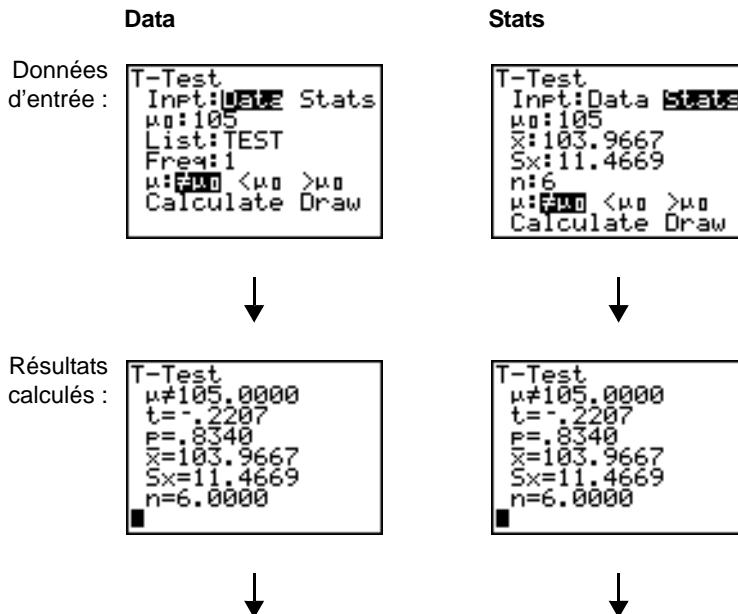 Data
Stats
Données
d'entrée :
T-Test
Inpt:Data Stats
μ0:105
List:TEST
Freq:1
μ:≠μ0 <μ0 >μ0
Calculate Draw
T-Test
Inpt:Data Stats
μ0:105
x̄:103.9667
Sx:11.4669
n:6
μ:≠μ0 <μ0 >μ0
Calculate Draw
Résultats
calculés :
T-Test
μ≠105.0000
t=-.2207
p=.8340
x̄=103.9667
Sx=11.4669
n=6.0000
T-Test
μ≠105.0000
t=-.2207
p=.8340
x̄=103.9667
Sx=11.4669
n=6.0000